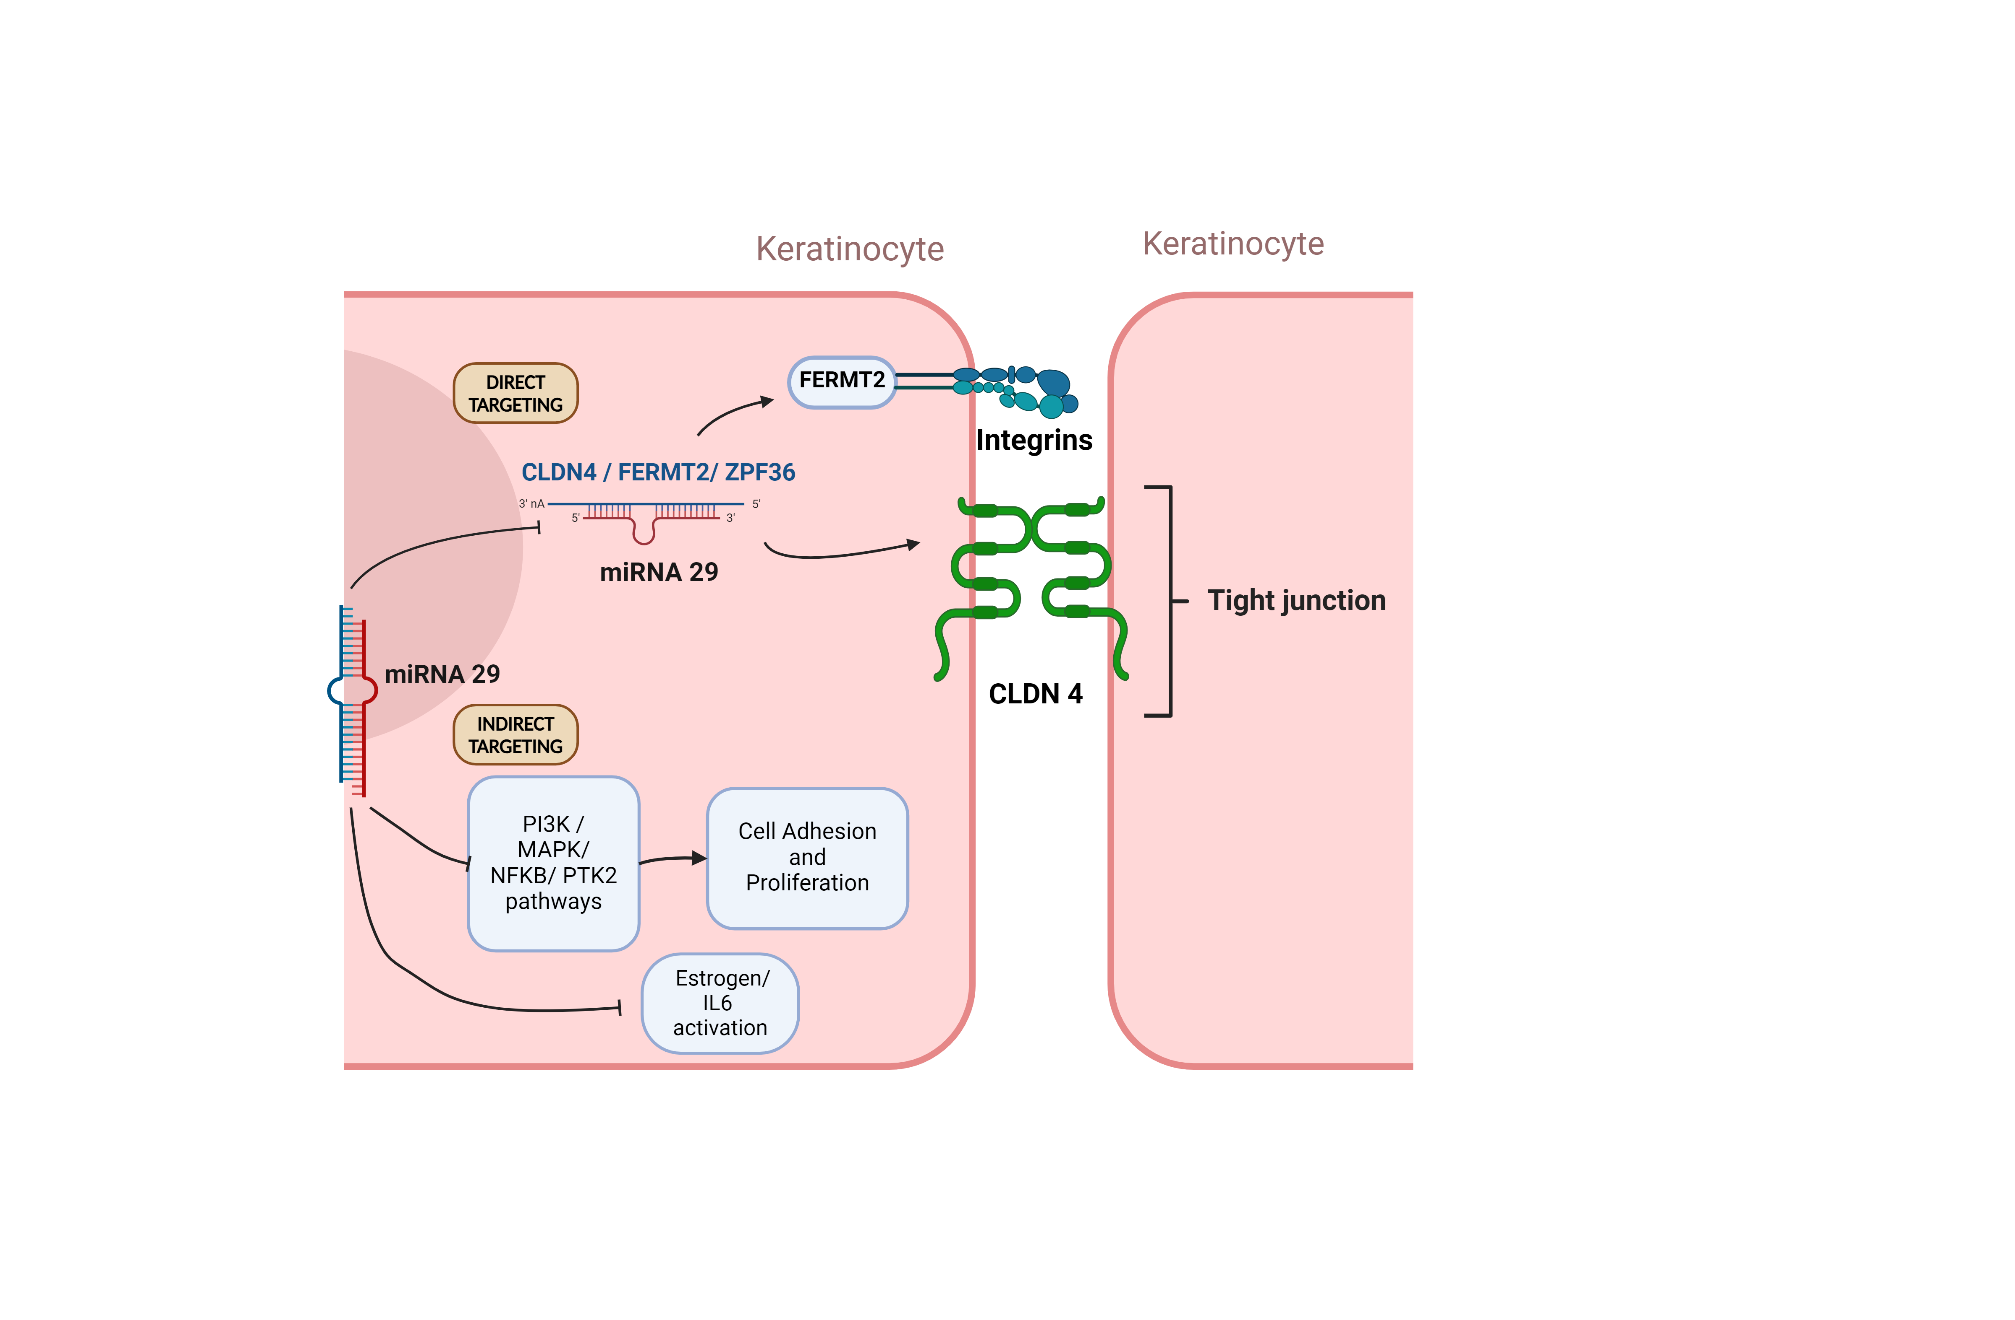 Keratinocyte
Keratinocyte
DIRECT
TARGETING
FERMT2
Integrins
CLDN4 / FERMT2/ ZPF36
3' nA
5'
5'
3'
miRNA 29
Tight junction
miRNA 29
CLDN 4
INDIRECT
TARGETING
PI3K /
MAPK/
NFKB/ PTK2
pathways
Cell Adhesion
and
Proliferation
Estrogen/
IL6
activation